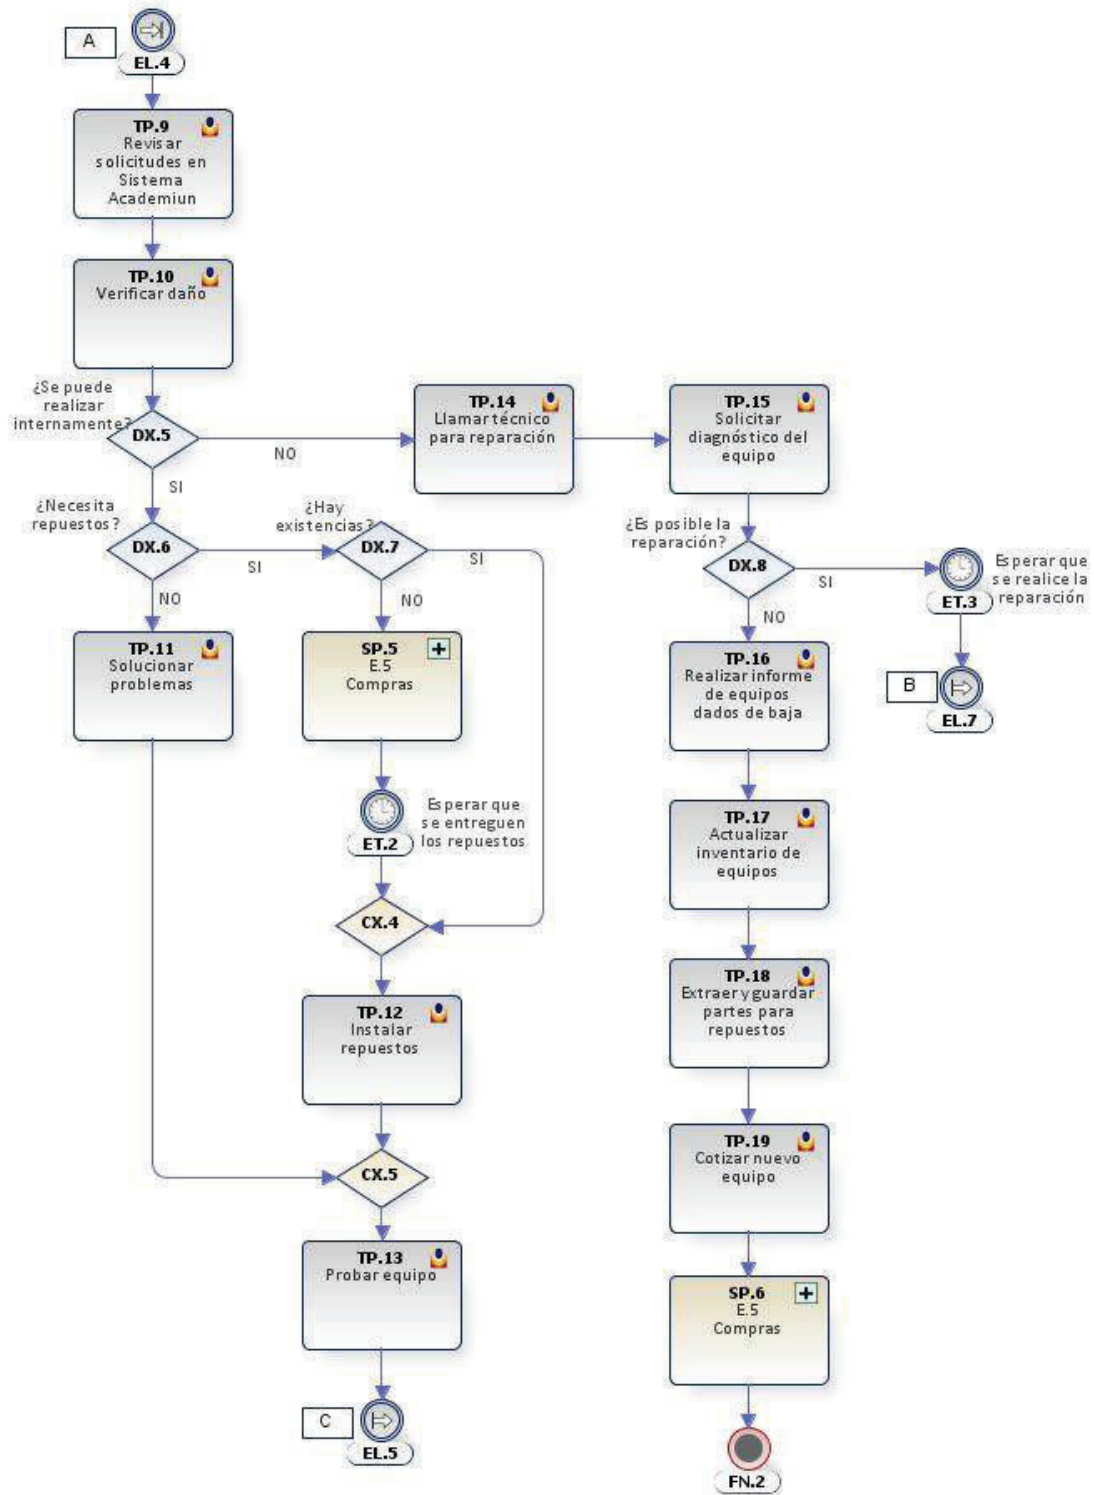 A
EL.4
TP.9
Revisar
solicitudes en
Sistema
Academiun
TP.10
Verificar daño
¿Se puede
realizar
internamente?
DX.5
NO
SI
TP.14
Llamar técnico
para reparación
TP.15
Solicitar
diagnóstico del
equipo
¿Necesita
repuestos?
DX.6
SI
NO
¿Hay
existencias?
DX.7
SI
NO
¿Es posible la
reparación?
DX.8
SI
NO
Esperar que
se realice la
reparación
ET.3
B
EL.7
TP.11
Solucionar
problemas
SP.5
E.5
Compras
Esperar que
se entreguen
los repuestos
ET.2
CX.4
TP.12
Instalar
repuestos
CX.5
TP.13
Probar equipo
C
EL.5
TP.16
Realizar informe
de equipos
dados de baja
TP.17
Actualizar
inventario de
equipos
TP.18
Extraer y guardar
partes para
repuestos
TP.19
Cotizar nuevo
equipo
SP.6
E.5
Compras
FN.2